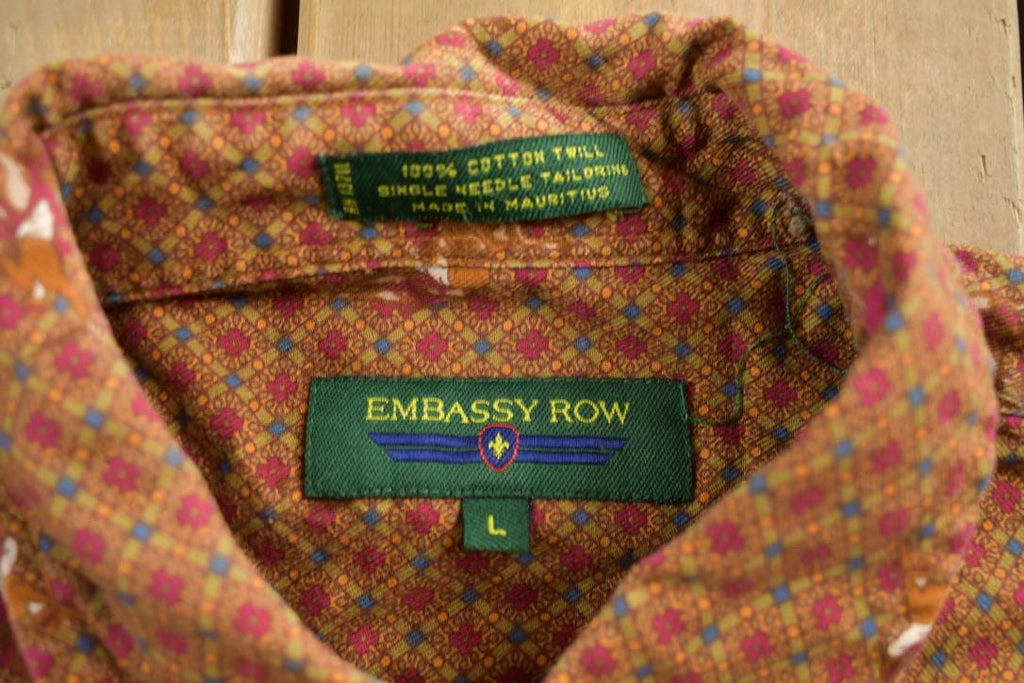 100% COTTON TWILL
SINGLE NEEDLE TAILORING
MADE IN MAURITIUS
EMBASSY ROW
L